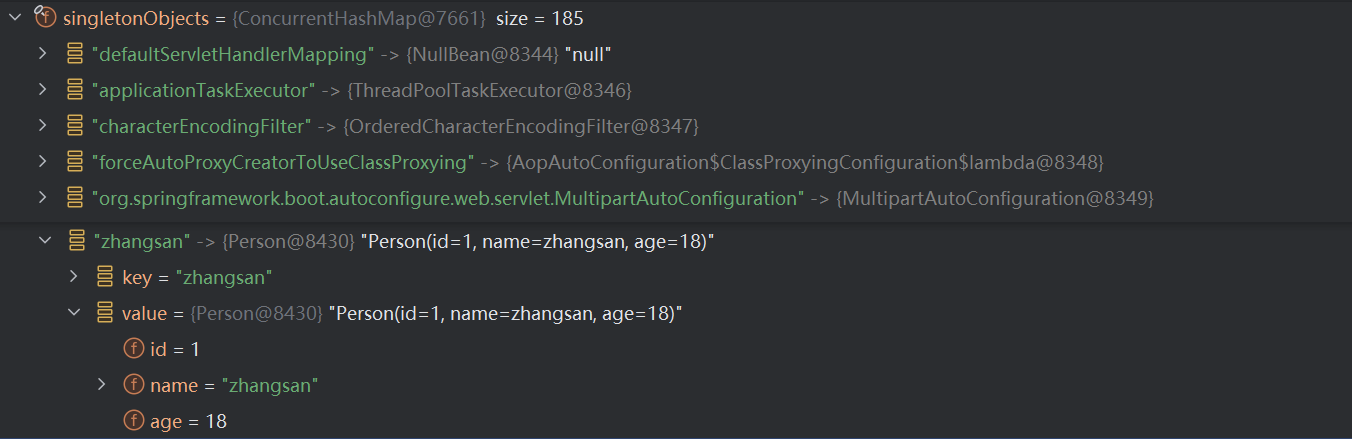 singletonObjects = {ConcurrentHashMap@7661} size = 185
"defaultServletHandlerMapping" -> {NullBean@8344} "null"
"applicationTaskExecutor" -> {ThreadPoolTaskExecutor@8346}
"characterEncodingFilter" -> {OrderedCharacterEncodingFilter@8347}
"forceAutoProxyCreatorToUseClassProxying" -> {AopAutoConfiguration$ClassProxyingConfiguration$lambda@8348}
"org.springframework.boot.autoconfigure.web.servlet.MultipartAutoConfiguration" -> {MultipartAutoConfiguration@8349}
"zhangsan" -> {Person@8430} "Person(id=1, name=zhangsan, age=18)"
key = "zhangsan"
value = {Person@8430} "Person(id=1, name=zhangsan, age=18)"
f id = 1
f name = "zhangsan"
f age = 18